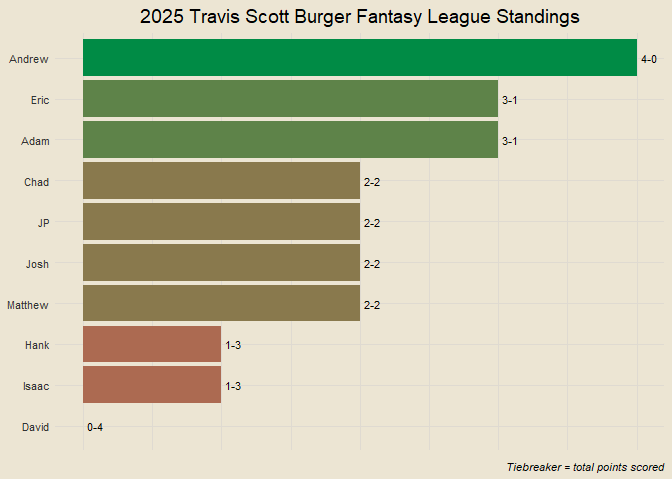 2025 Travis Scott Burger Fantasy League Standings
Andrew 4-0
Eric 3-1
Adam 3-1
Chad 2-2
JP 2-2
Josh 2-2
Matthew 2-2
Hank 1-3
Isaac 1-3
David 0-4
Tiebreaker = total points scored